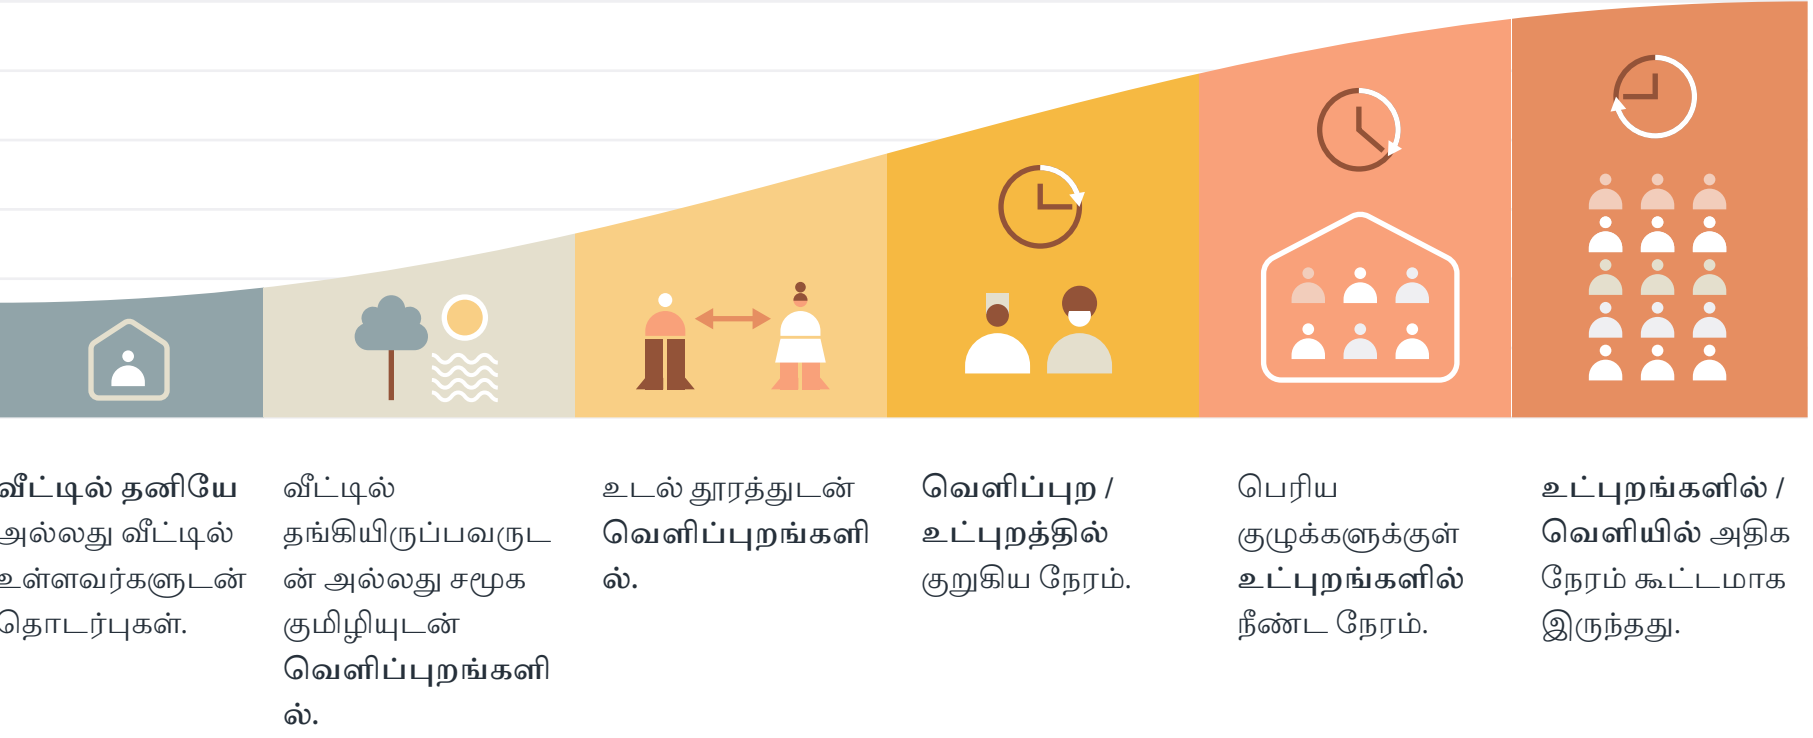 வீட்டில் தனியே
அல்லது வீட்டில்
உள்ளவர்களுடன்
தொடர்புகள்.
வீட்டில்
தங்கியிருப்பவருட
ன் அல்லது சமூக
குமிழியுடன்
வெளிப்புறங்களி
ல்.
உடல் தூரத்துடன்
வெளிப்புறங்களி
ல்.
வெளிப்புற /
உட்புறத்தில்
குறுகிய நேரம்.
பெரிய
குழுக்களுக்குள்
உட்புறங்களில்
நீண்ட நேரம்.
உட்புறங்களில் /
வெளியில் அதிக
நேரம் கூட்டமாக
இருந்தது.